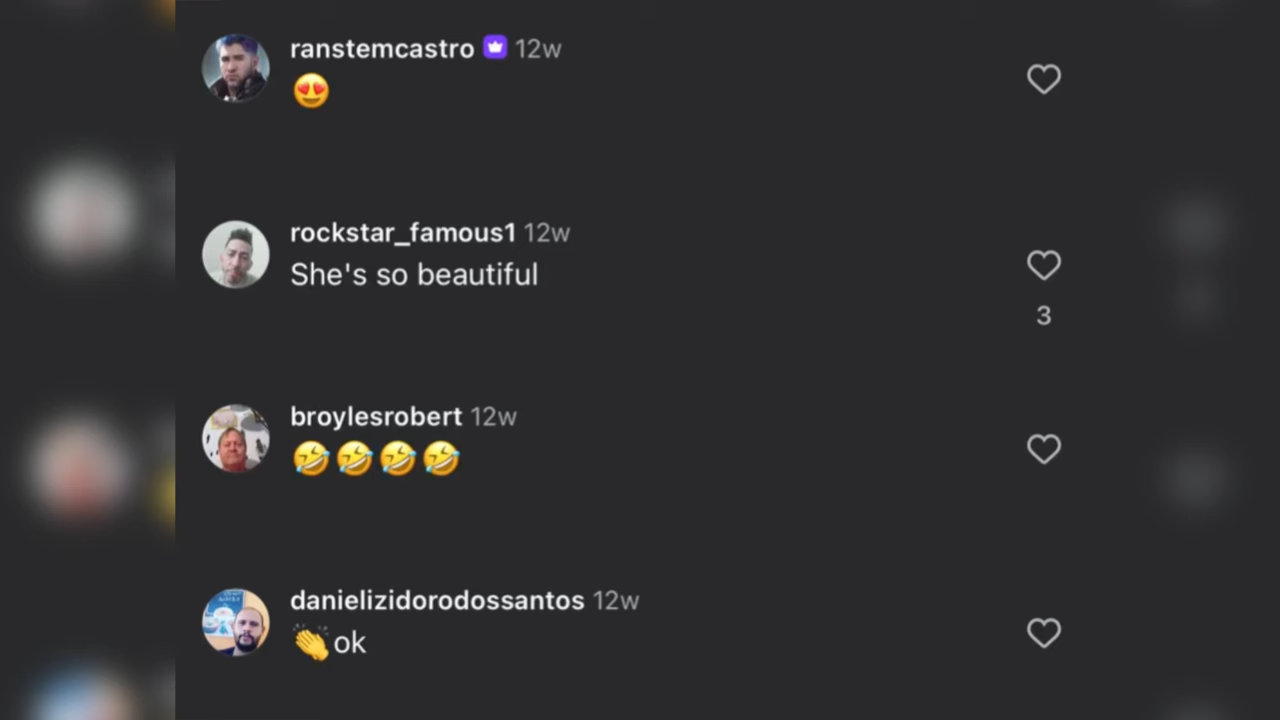 ranstemcastro 12w
😍
rockstar_famous1 12w
She's so beautiful
3
broylesrobert 12w
🤣🤣🤣🤣
danielizidorodossantos 12w
👏ok